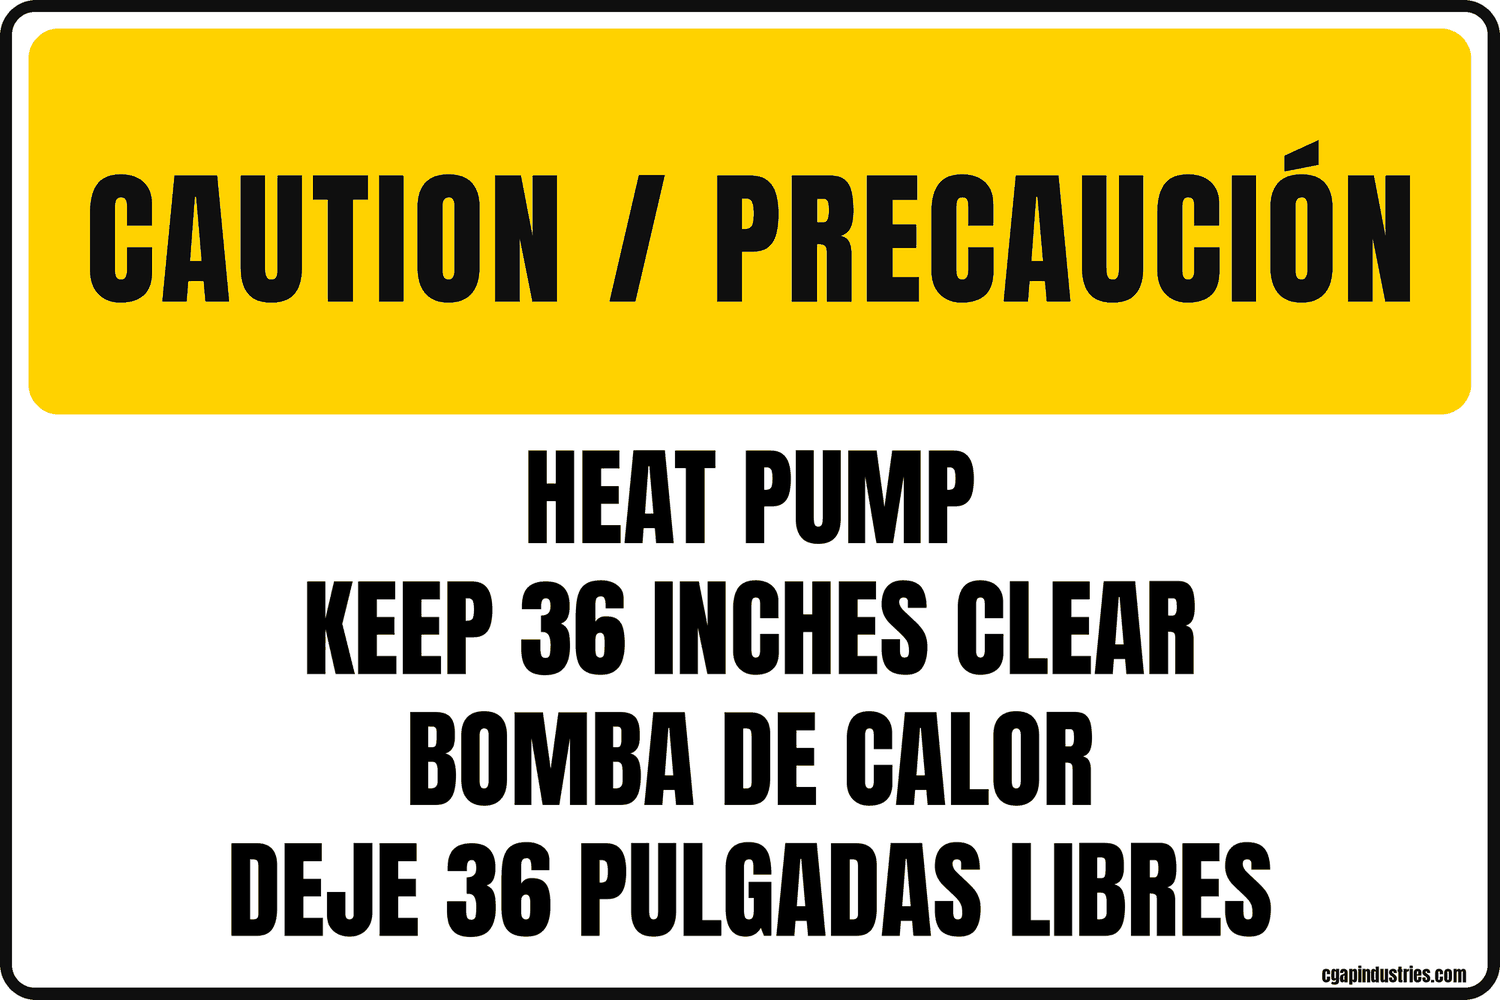 CAUTION / PRECAUCIÓN
HEAT PUMP
KEEP 36 INCHES CLEAR
BOMBA DE CALOR
DEJE 36 PULGADAS LIBRES
cgapindustries.com